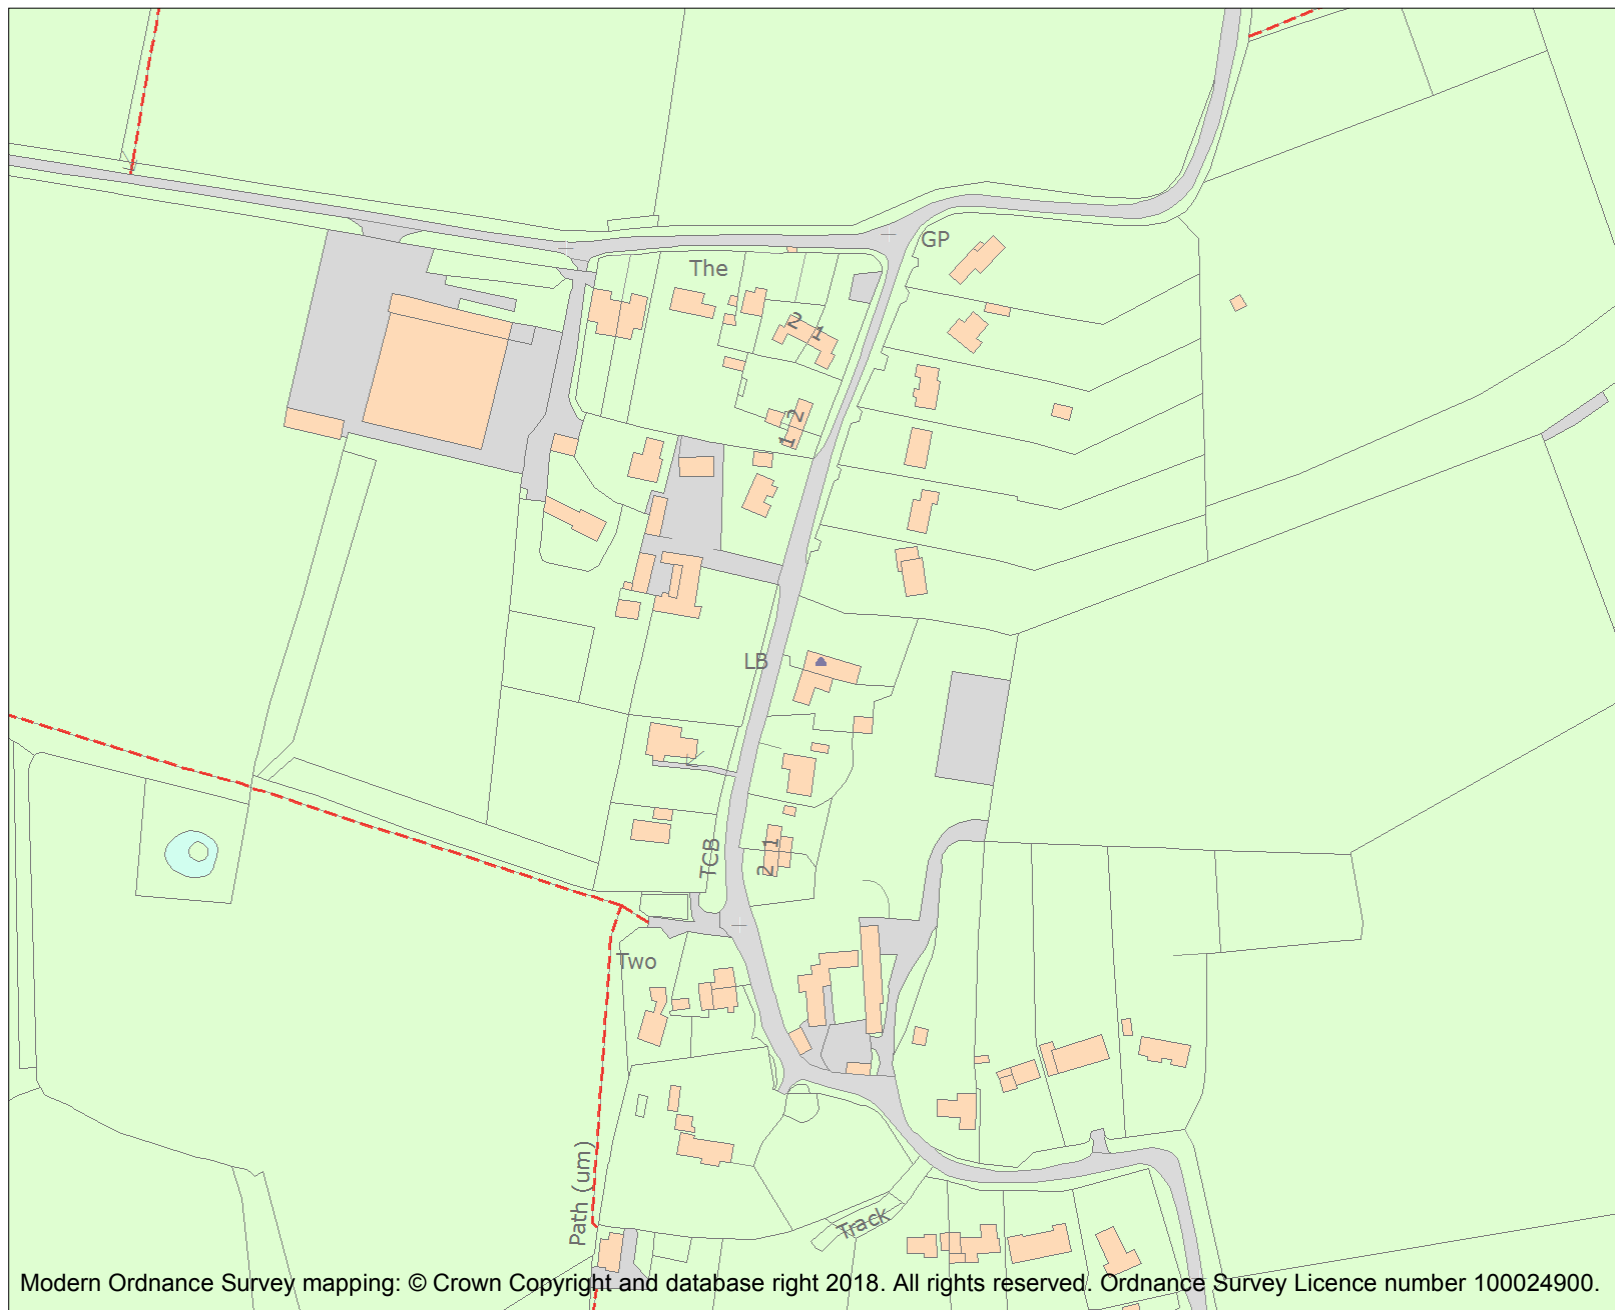 GP
The
2
1
2
1
LB
TCB
1
2
Two
Path (um)
Track
Modern Ordnance Survey mapping: © Crown Copyright and database right 2018. All rights reserved. Ordnance Survey Licence number 100024900.